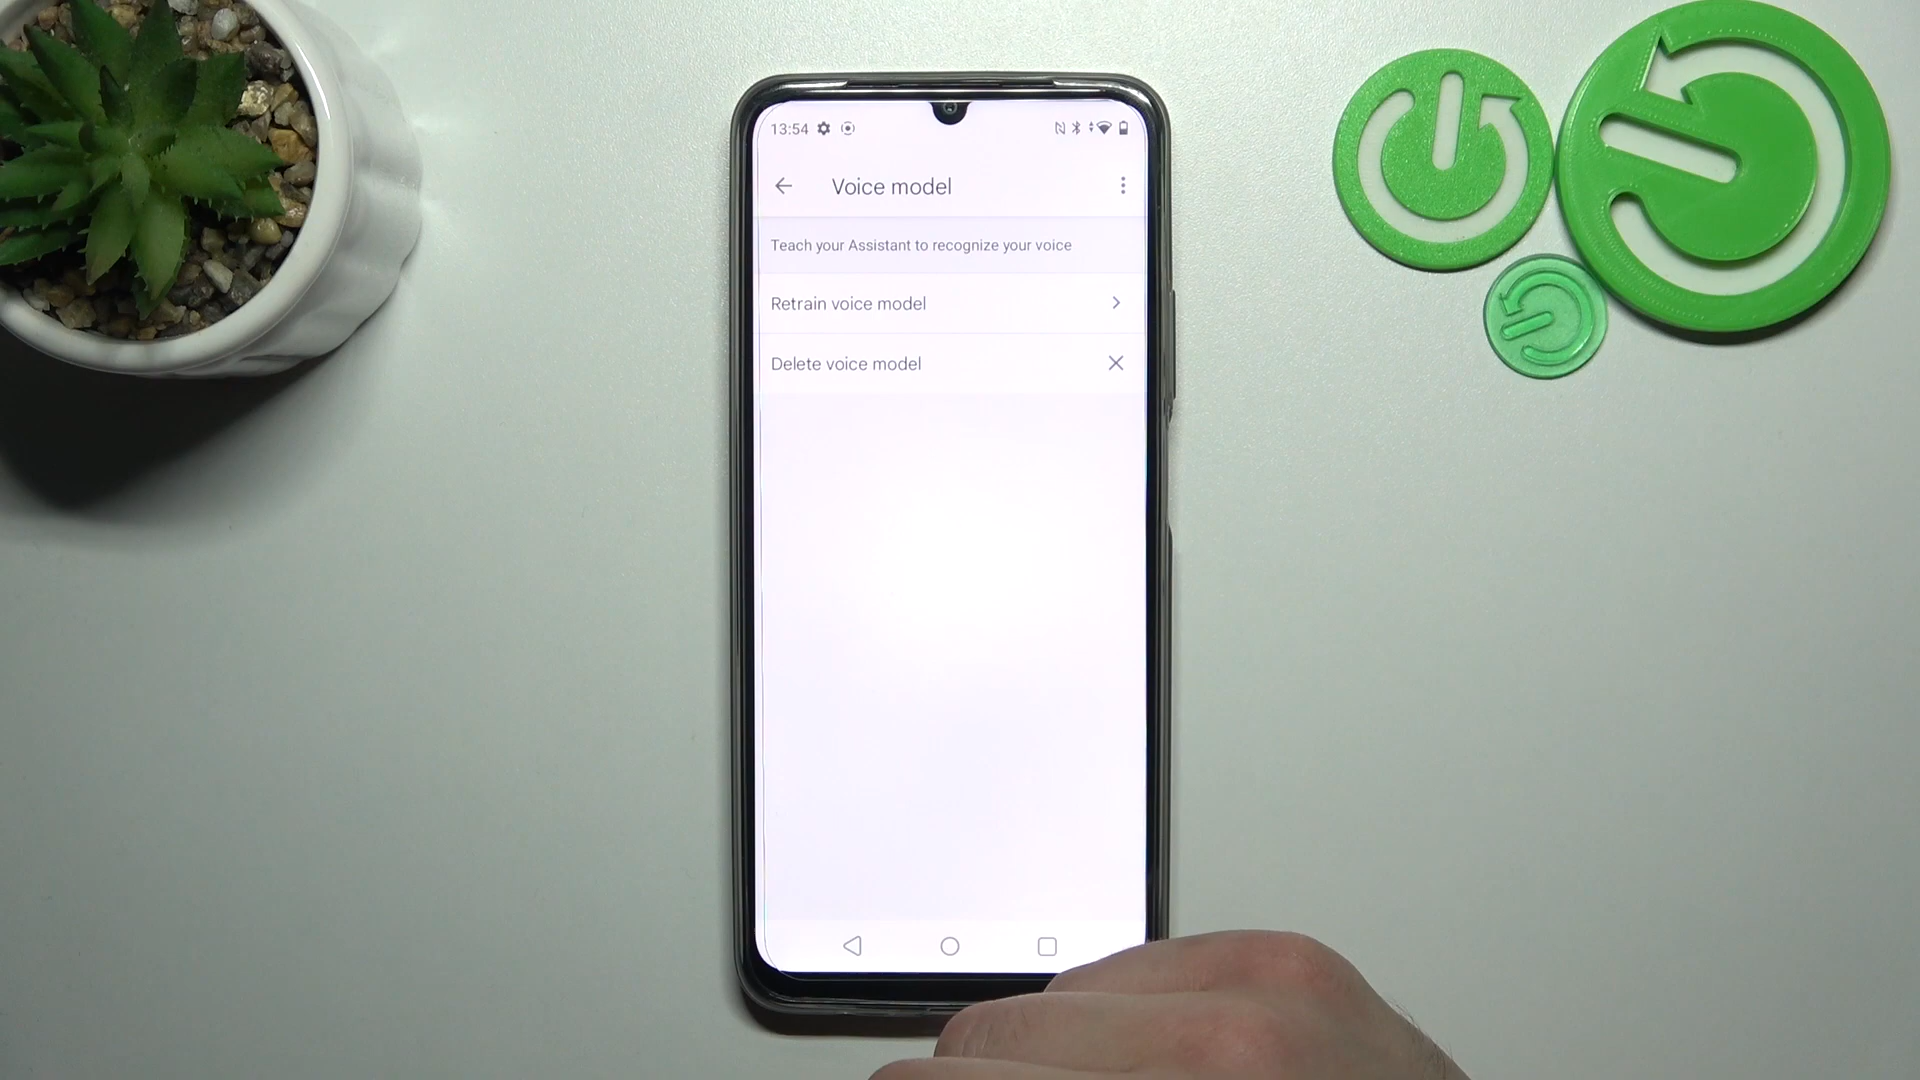 13:54
Voice model
Teach your Assistant to recognize your voice
Retrain voice model
Delete voice model